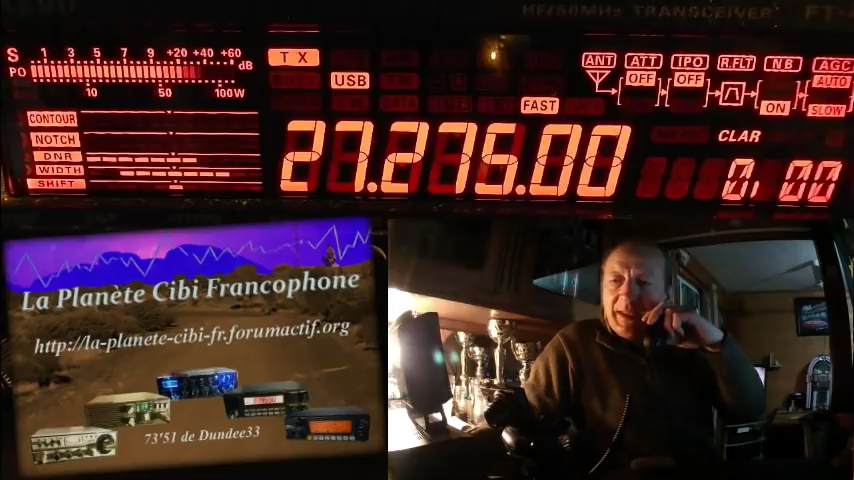 HF/50MHz TRANSCEIVER FT-
S 1 3 5 7 9 +20 +40 +60 dB
PO 10 50 100W
TX
USB
FAST
ANT ATT IPO R.FLT NB AGC
OFF OFF ON AUTO
SLOW
CONTOUR
NOTCH
DNR
WIDTH
SHIFT
27.275.00
CLAR
0.00
La Planète Cibi Francophone
http://la-planete-cibi-fr.forumactif.org
73'51 de Dundee33